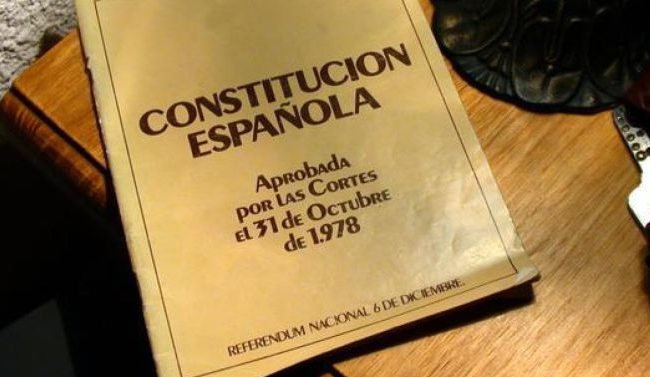 CONSTITUCION
ESPAÑOLA
APROBADA
POR LAS CORTES
EL 31 DE OCTUBRE
DE 1.978
REFERENDUM NACIONAL 6 DE DICIEMBRE.